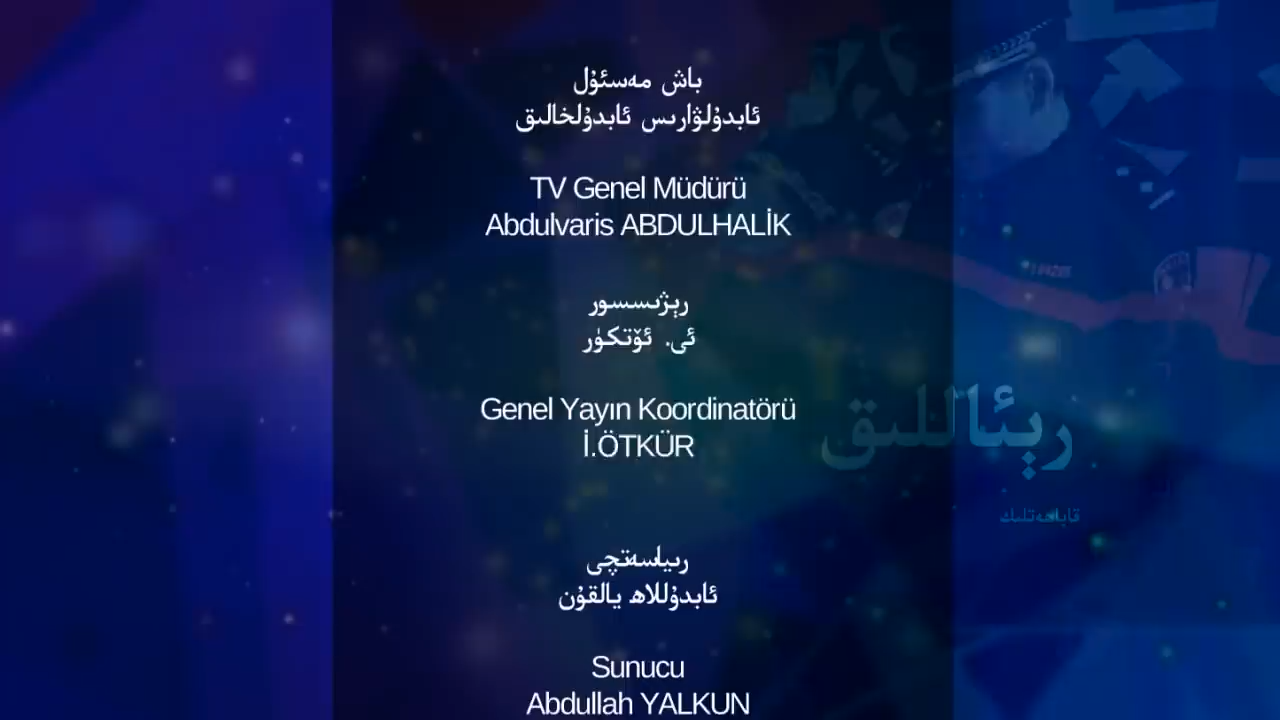 باش مەسئۇل
ئابدۇلۋارىس ئابدۇلخالىق
TV Genel Müdürü
Abdulvaris ABDULHALİK
رېژىسسور
ئى. ئۆتكۈر
Genel Yayın Koordinatörü
İ.ÖTKÜR
رىياسەتچى
ئابدۇللاھ يالقۇن
Sunucu
Abdullah YALKUN
رېئاللىق